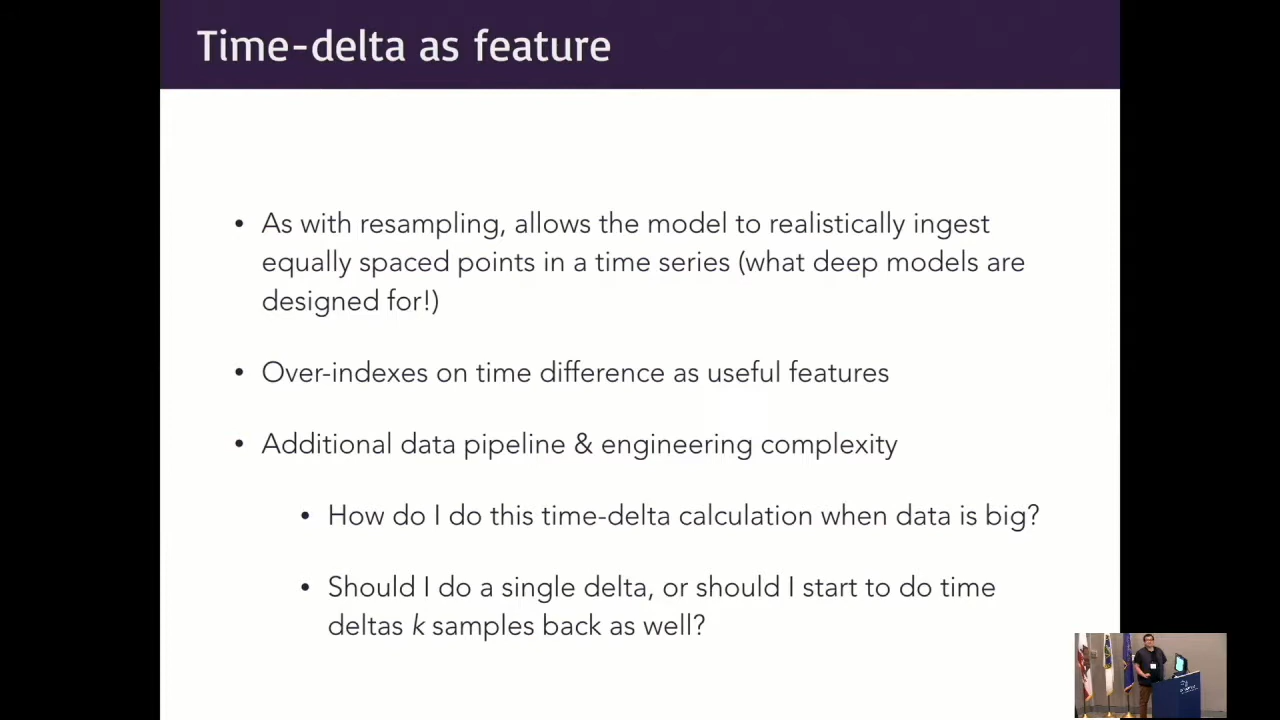 Time-delta as feature
• As with resampling, allows the model to realistically ingest
equally spaced points in a time series (what deep models are
designed for!)
• Over-indexes on time difference as useful features
• Additional data pipeline & engineering complexity
• How do I do this time-delta calculation when data is big?
• Should I do a single delta, or should I start to do time
deltas k samples back as well?